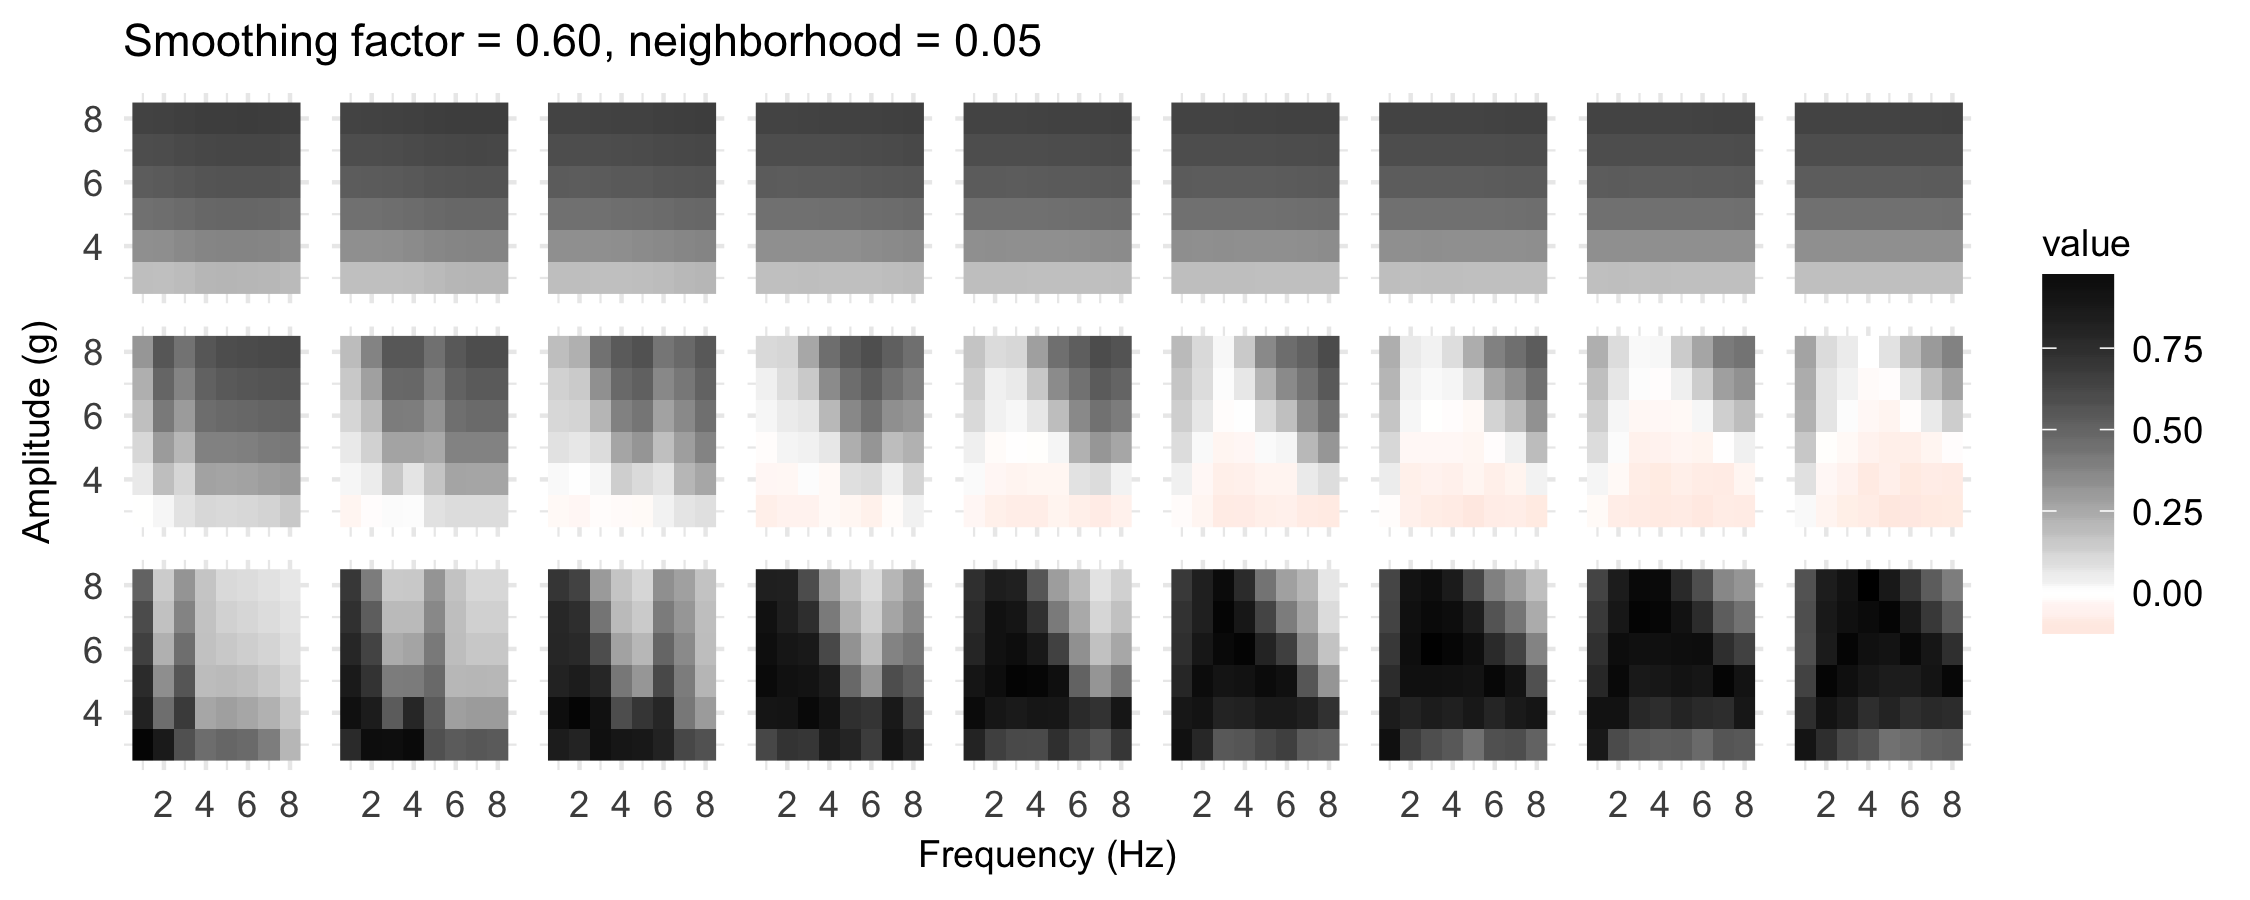 Smoothing factor = 0.60, neighborhood = 0.05
8
6
4
8
6
4
8
6
4
Amplitude (g)
2 4 6 8 2 4 6 8 2 4 6 8 2 4 6 8 2 4 6 8 2 4 6 8 2 4 6 8 2 4 6 8 2 4 6 8
Frequency (Hz)
value
0.75
0.50
0.25
0.00